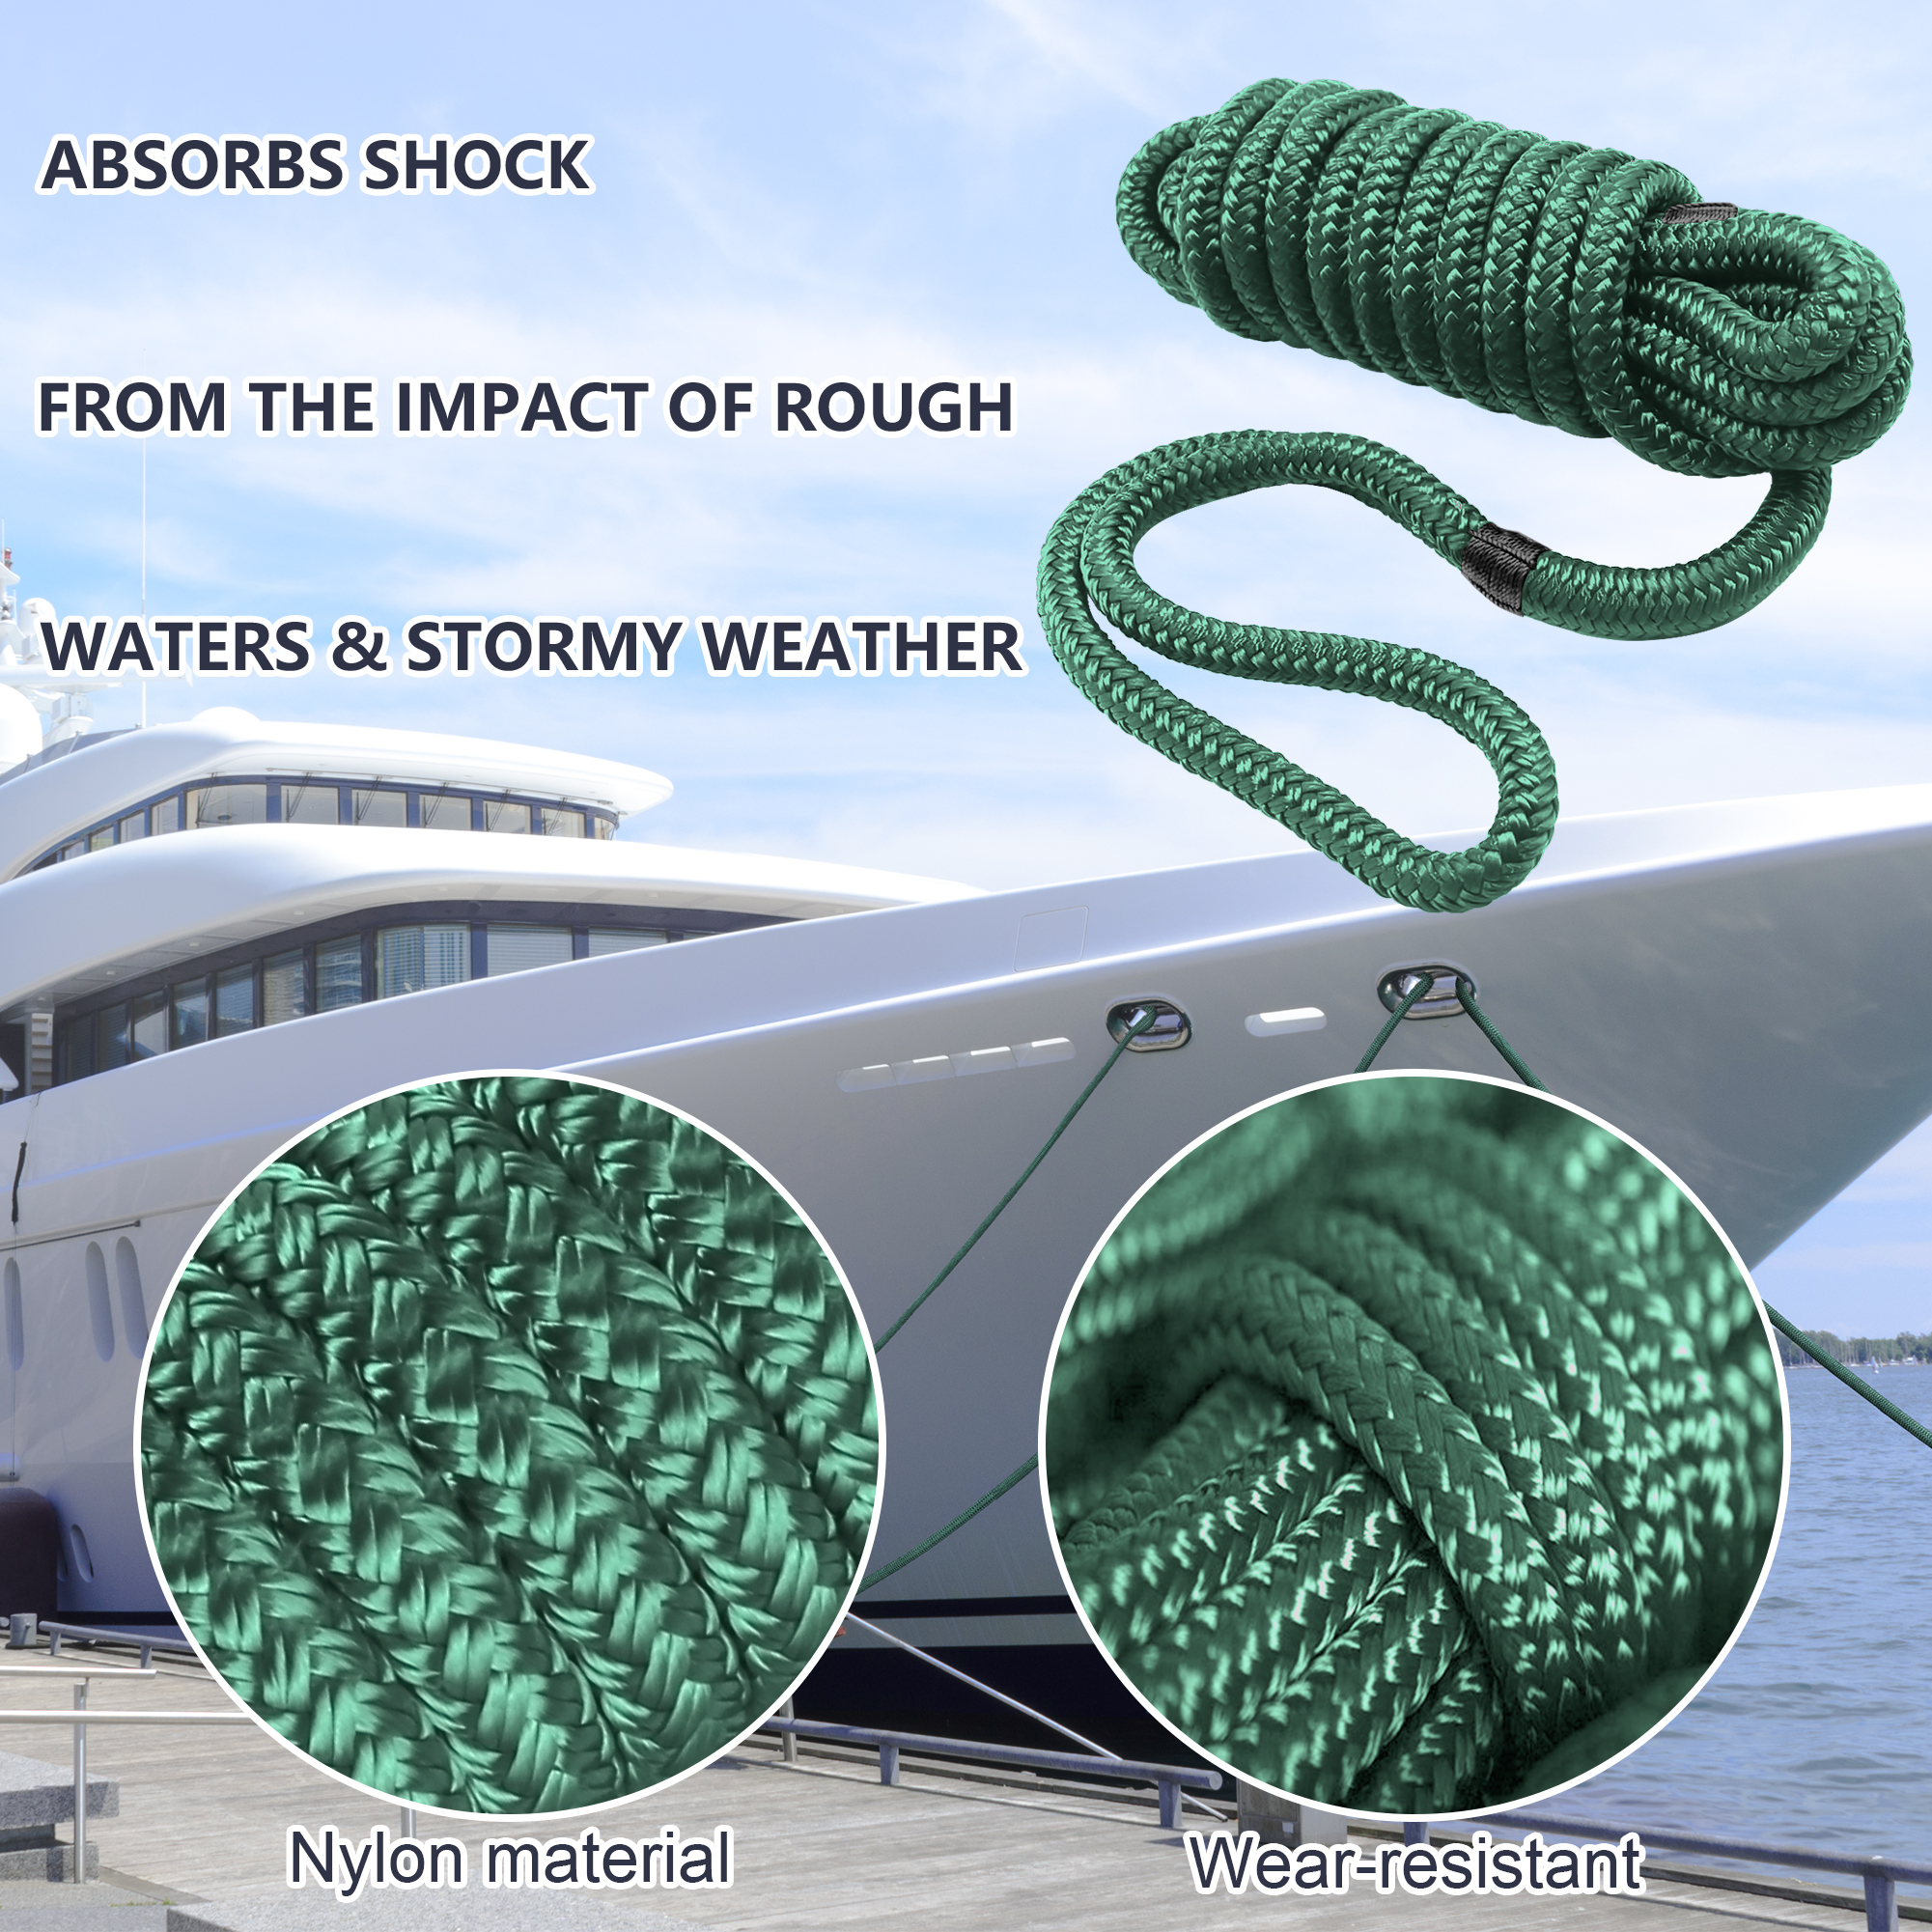 ABSORBS SHOCK
FROM THE IMPACT OF ROUGH
WATERS & STORMY WEATHER
Nylon material
Wear-resistant